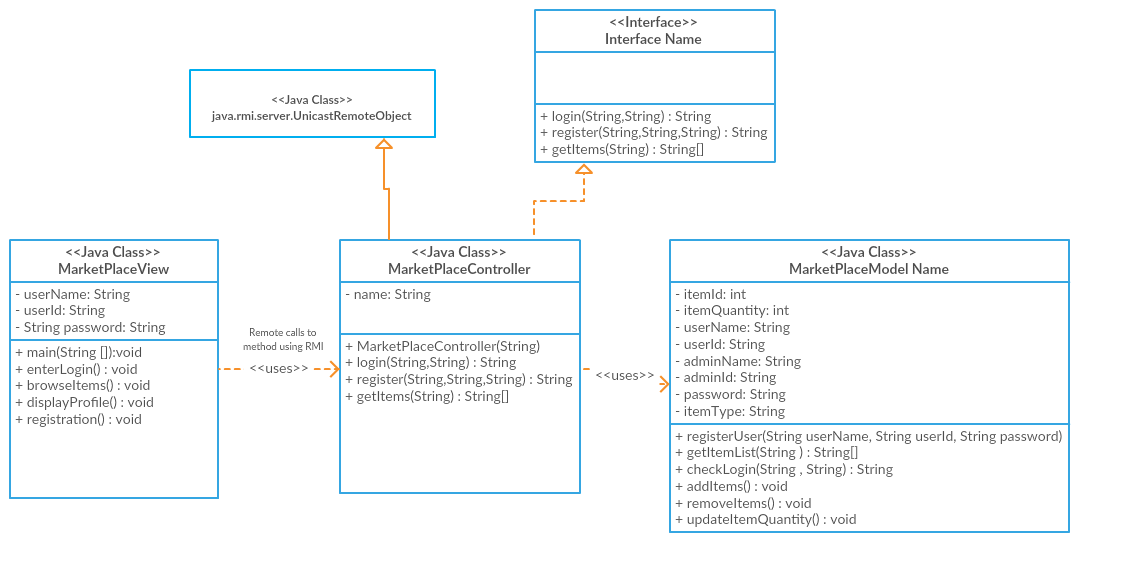 <<Interface>>
Interface Name
+ login(String,String) : String
+ register(String,String,String) : String
+ getItems(String) : String[]
<<Java Class>>
java.rmi.server.UnicastRemoteObject
<<Java Class>>
MarketPlaceView
- userName: String
- userId: String
- String password: String
+ main(String []):void
+ enterLogin() : void
+ browseItems() : void
+ displayProfile() : void
+ registration() : void
Remote calls to
method using RMI
<<uses>>
<<Java Class>>
MarketPlaceController
- name: String
+ MarketPlaceController(String)
+ login(String,String) : String
+ register(String,String,String) : String
+ getItems(String) : String[]
<<uses>>
<<Java Class>>
MarketPlaceModel Name
- itemId: int
- itemQuantity: int
- userName: String
- userId: String
- adminName: String
- adminId: String
- password: String
- itemType: String
+ registerUser(String userName, String userId, String password)
+ getItemList(String ) : String[]
+ checkLogin(String , String) : String
+ addItems() : void
+ removeItems() : void
+ updateItemQuantity() : void